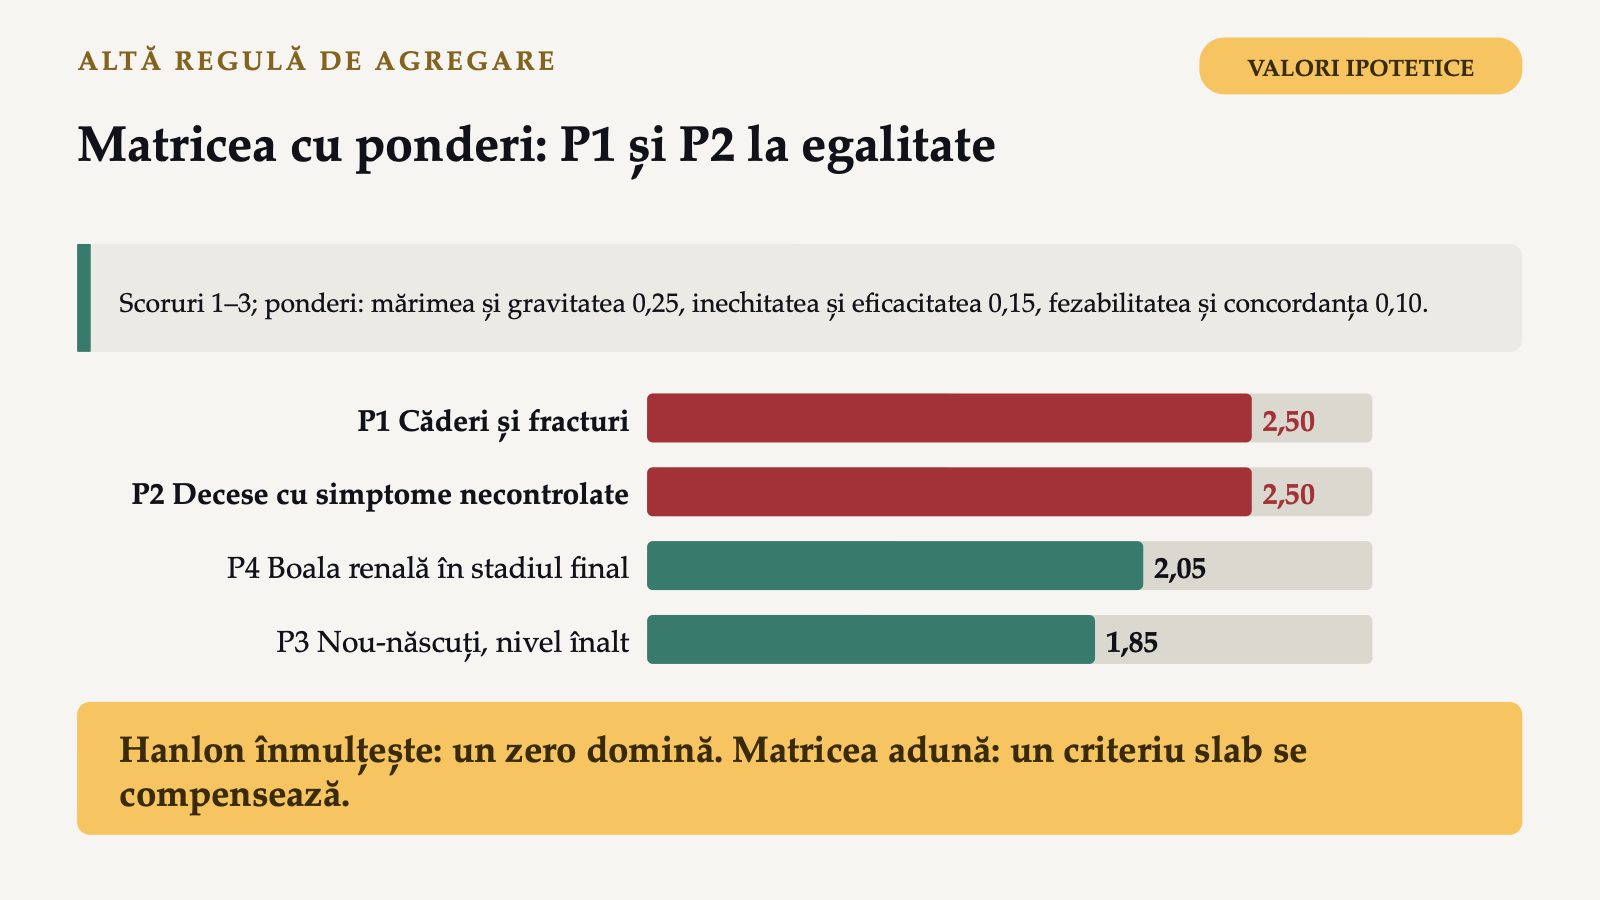 ALTĂ REGULĂ DE AGREGARE
VALORI IPOTETICE
Matricea cu ponderi: P1 și P2 la egalitate
Scoruri 1–3; ponderi: mărimea și gravitatea 0,25, inechitatea și eficacitatea 0,15, fezabilitatea și concordanța 0,10.
P1 Căderi și fracturi 2,50
P2 Decese cu simptome necontrolate 2,50
P4 Boala renală în stadiul final 2,05
P3 Nou-născuți, nivel înalt 1,85
Hanlon înmulțește: un zero domină. Matricea adună: un criteriu slab se
compensează.